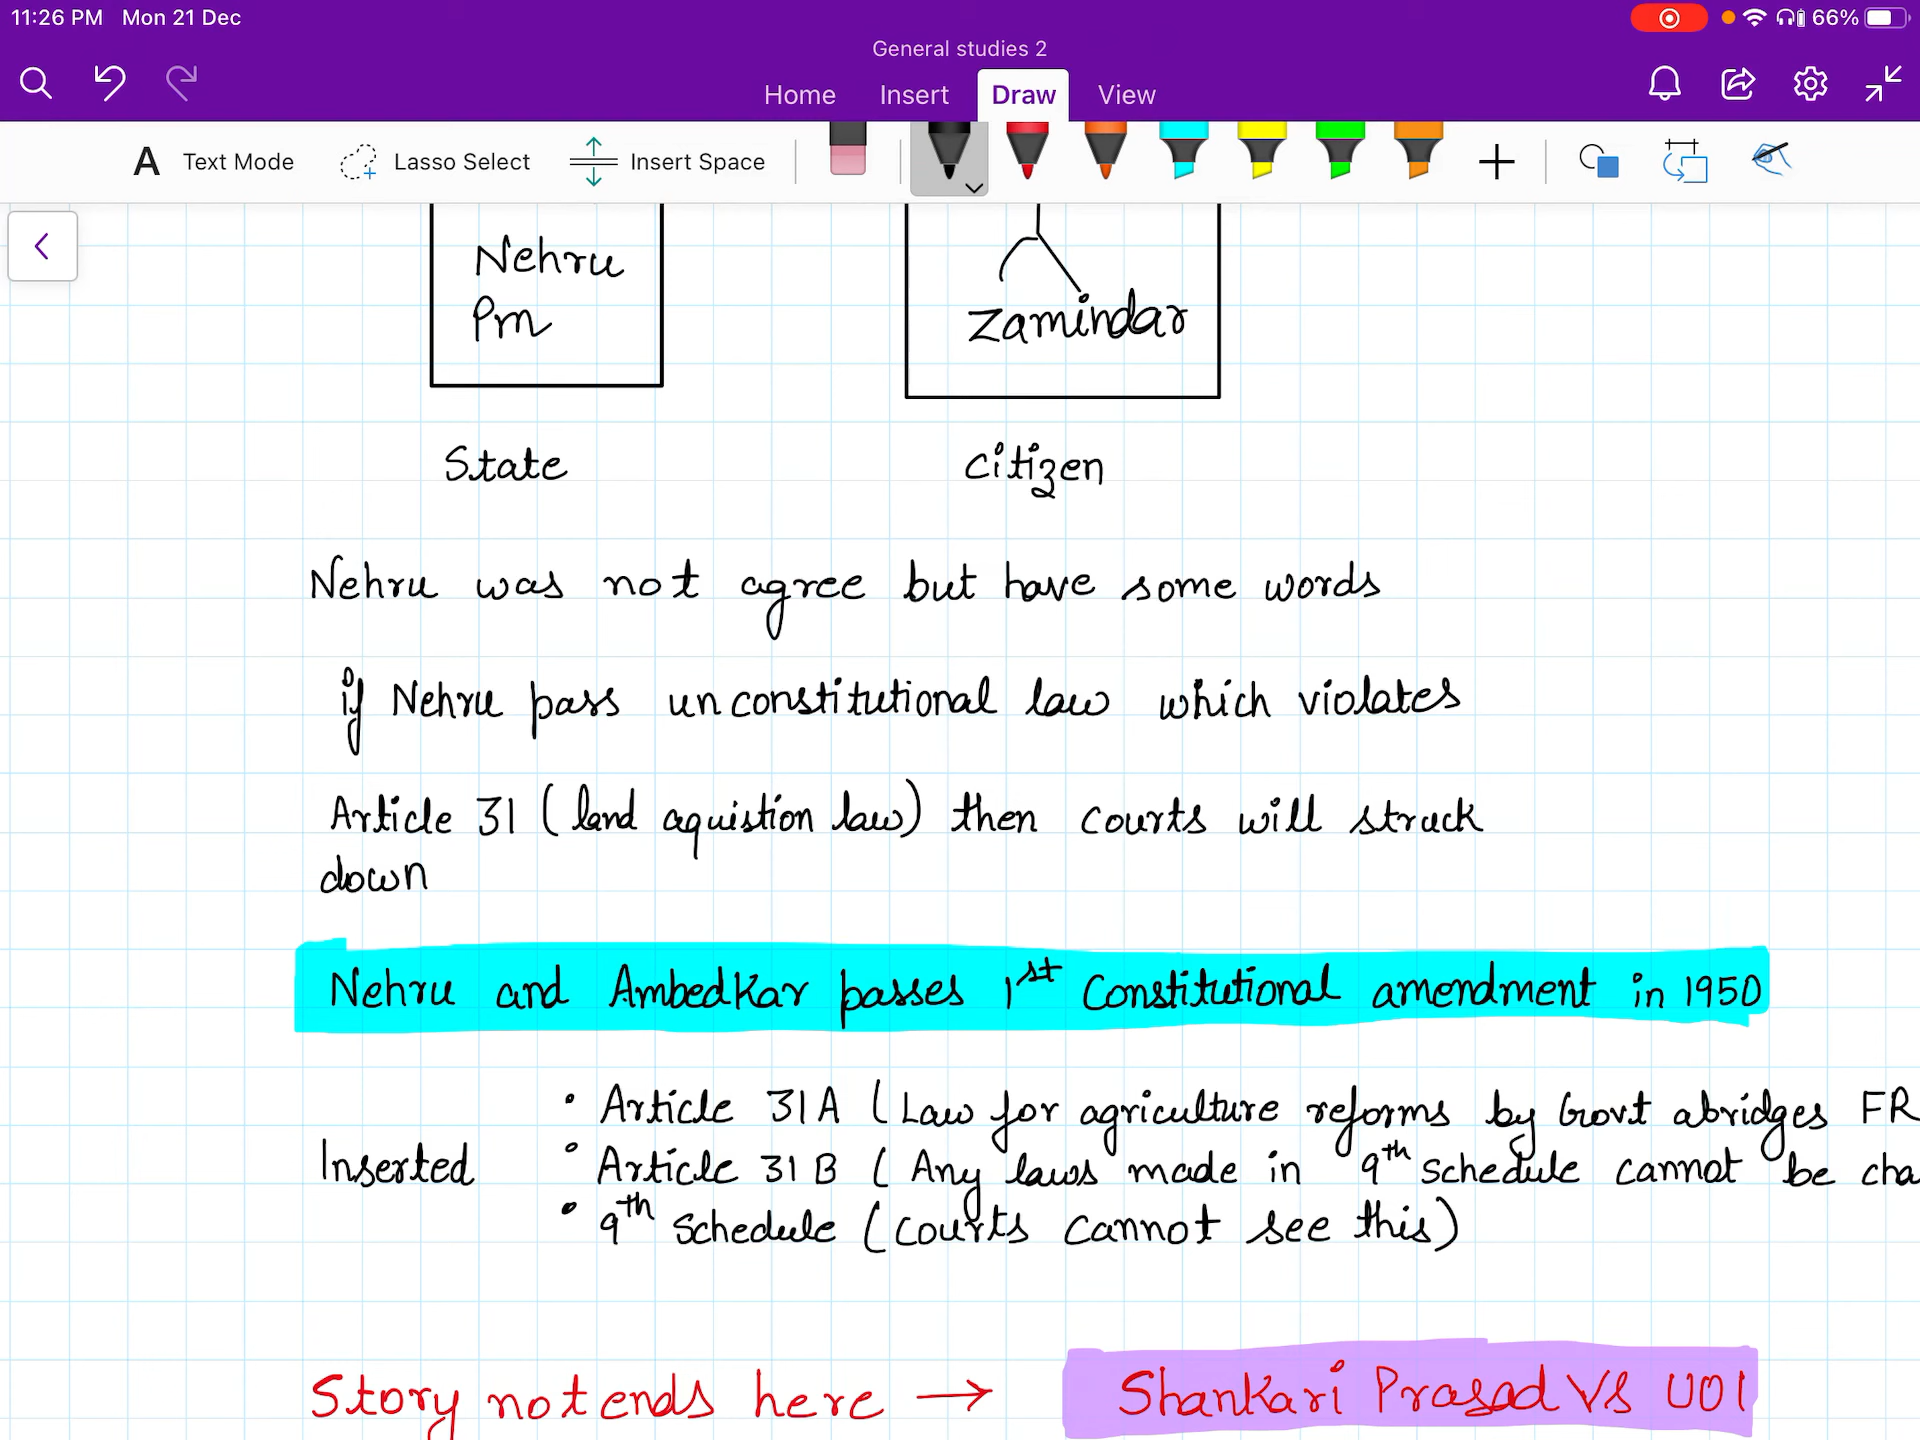 11:26 PM Mon 21 Dec
66%
General studies 2
Home Insert Draw View
A Text Mode Lasso Select Insert Space
Nehru
Pm
Zamindar
State
Citizen
Nehru was not agree but have some words
if Nehru pass unconstitutional law which violates
Article 31 (land aquistion law) then courts will struck
down
Nehru and Ambedkar passes 1st Constitutional amendment in 1950
• Article 31A (Law for agriculture reforms by Govt abridges FR
Inserted
• Article 31B (Any laws made in 9th schedule cannot be cha
• 9th Schedule (courts cannot see this)
Story not ends here → Shankari Prasad Vs UOI